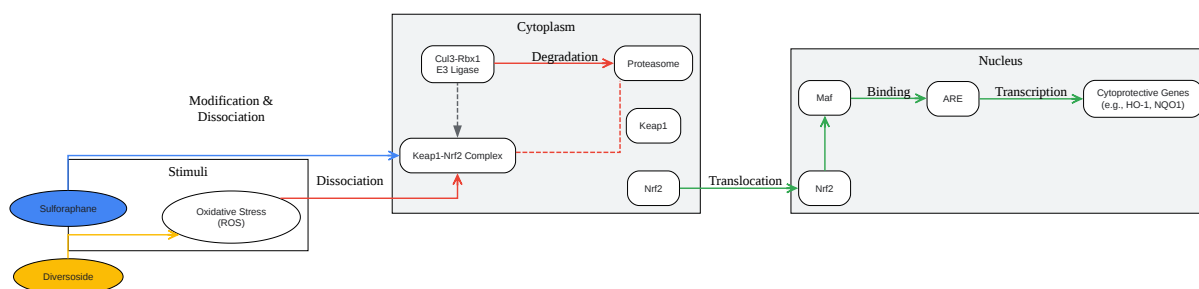 Cytoplasm
Cul3-Rbx1
E3 Ligase
Degradation
Proteasome
Nucleus
Modification &
Dissociation
Maf
Binding
ARE
Transcription
Cytoprotective Genes
(e.g., HO-1, NQO1)
Keap1
Keap1-Nrf2 Complex
Stimuli
Dissociation
Nrf2
Translocation
Nrf2
Sulforaphane
Oxidative Stress
(ROS)
Diversoside